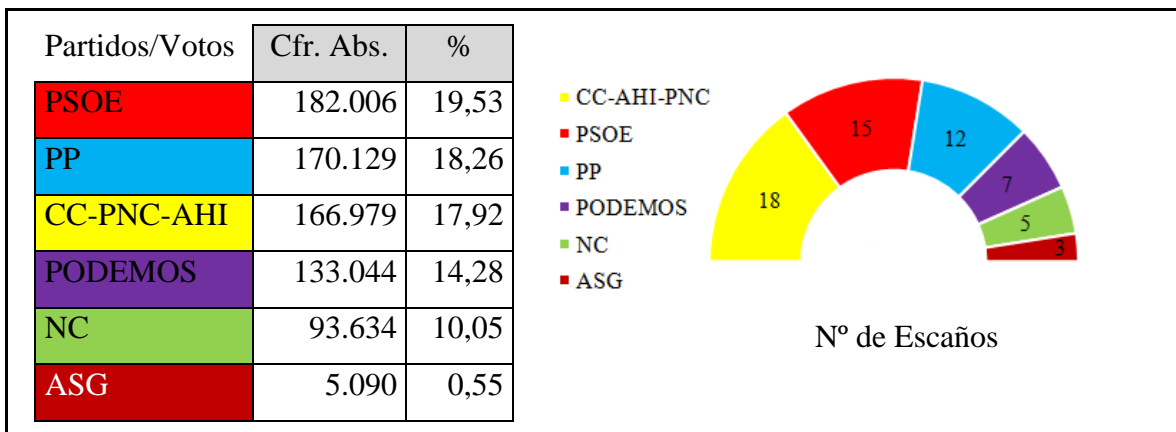 Partidos/Votos Cfr. Abs. %
PSOE 182.006 19,53
PP 170.129 18,26
CC-PNC-AHI 166.979 17,92
PODEMOS 133.044 14,28
NC 93.634 10,05
ASG 5.090 0,55
CC-AHI-PNC
PSOE
PP
PODEMOS
NC
ASG
18
15
12
7
5
3
Nº de Escaños